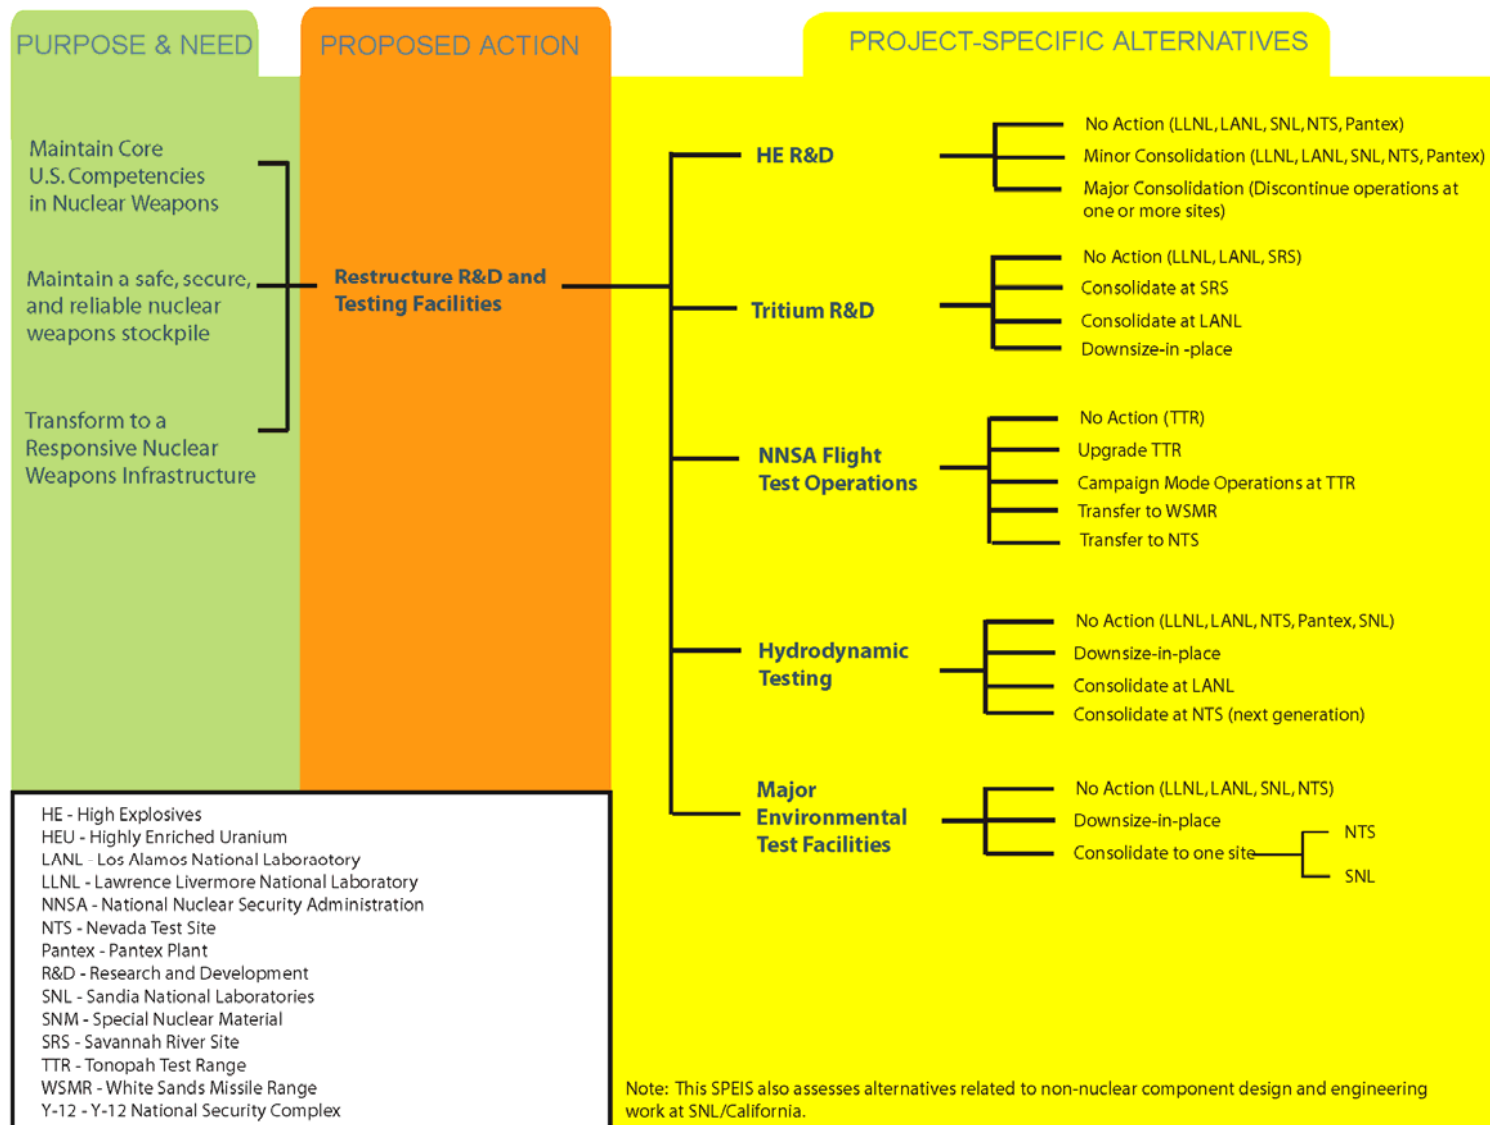 PURPOSE & NEED
PROPOSED ACTION
PROJECT-SPECIFIC ALTERNATIVES
Maintain Core
U.S. Competencies
in Nuclear Weapons
Maintain a safe, secure,
and reliable nuclear
weapons stockpile
Transform to a
Responsive Nuclear
Weapons Infrastructure
Restructure R&D and
Testing Facilities
HE R&D
No Action (LLNL, LANL, SNL, NTS, Pantex)
Minor Consolidation (LLNL, LANL, SNL, NTS, Pantex)
Major Consolidation (Discontinue operations at
one or more sites)
Tritium R&D
No Action (LLNL, LANL, SRS)
Consolidate at SRS
Consolidate at LANL
Downsize-in -place
NNSA Flight
Test Operations
No Action (TTR)
Upgrade TTR
Campaign Mode Operations at TTR
Transfer to WSMR
Transfer to NTS
Hydrodynamic
Testing
No Action (LLNL, LANL, NTS, Pantex, SNL)
Downsize-in-place
Consolidate at LANL
Consolidate at NTS (next generation)
Major
Environmental
Test Facilities
No Action (LLNL, LANL, SNL, NTS)
Downsize-in-place
Consolidate to one site
NTS
SNL
HE - High Explosives
HEU - Highly Enriched Uranium
LANL - Los Alamos National Laboraotory
LLNL - Lawrence Livermore National Laboratory
NNSA - National Nuclear Security Administration
NTS - Nevada Test Site
Pantex - Pantex Plant
R&D - Research and Development
SNL - Sandia National Laboratories
SNM - Special Nuclear Material
SRS - Savannah River Site
TTR - Tonopah Test Range
WSMR - White Sands Missile Range
Y-12 - Y-12 National Security Complex
Note: This SPEIS also assesses alternatives related to non-nuclear component design and engineering
work at SNL/California.